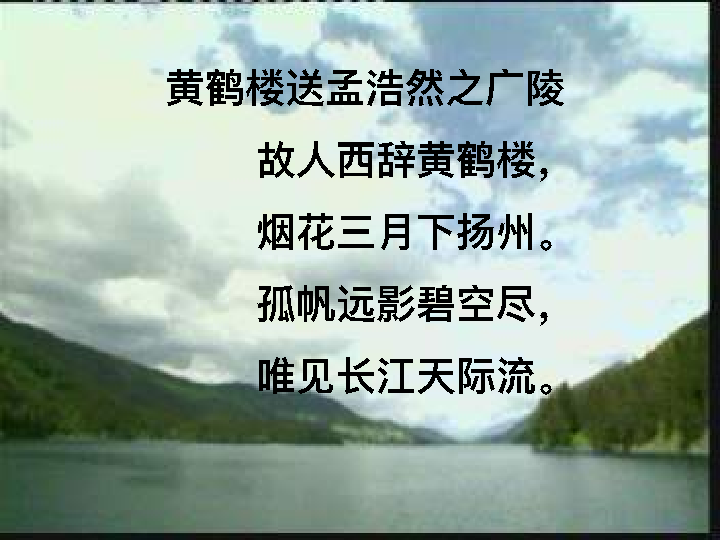 黄鹤楼送孟浩然之广陵
故人西辞黄鹤楼，
烟花三月下扬州。
孤帆远影碧空尽，
唯见长江天际流。